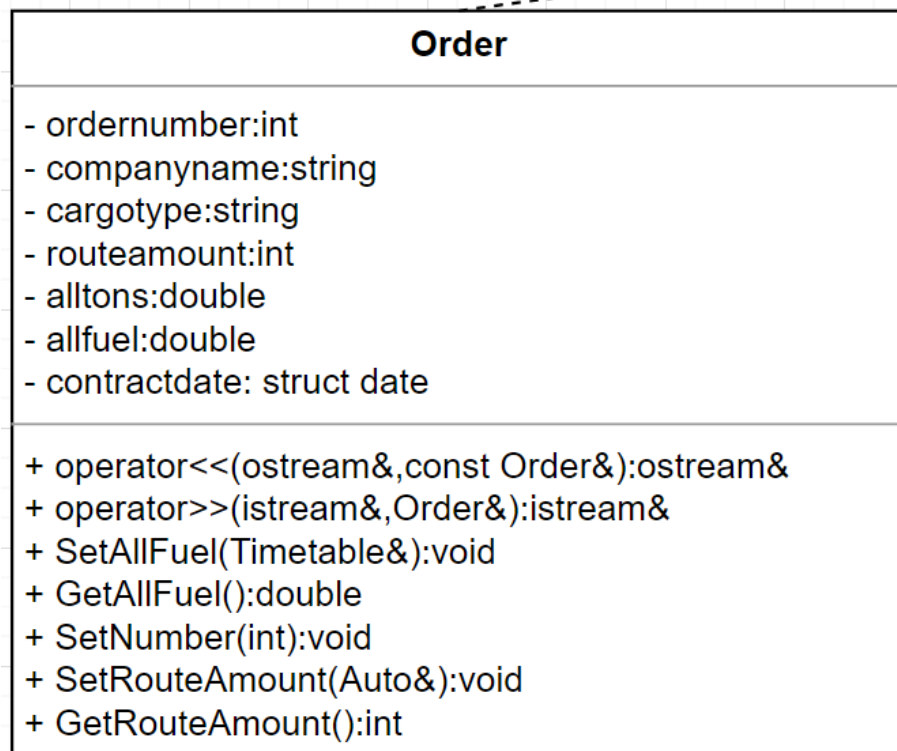 Order
- ordernumber:int
- companyname:string
- cargotype:string
- routeamount:int
- alltons:double
- allfuel:double
- contractdate: struct date
+ operator<<(ostream&,const Order&):ostream&
+ operator>>(istream&,Order&):istream&
+ SetAllFuel(Timetable&):void
+ GetAllFuel():double
+ SetNumber(int):void
+ SetRouteAmount(Auto&):void
+ GetRouteAmount():int